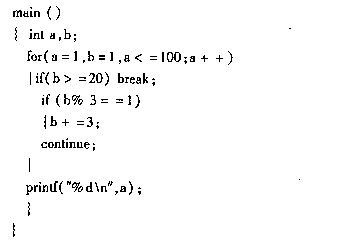 main ()
{ int a,b;
for(a=1,b=1,a<=100;a++)
{if(b>=20) break;
if (b% 3==1)
{b+=3;
continue;
}
printf("%d\n",a);
}
}